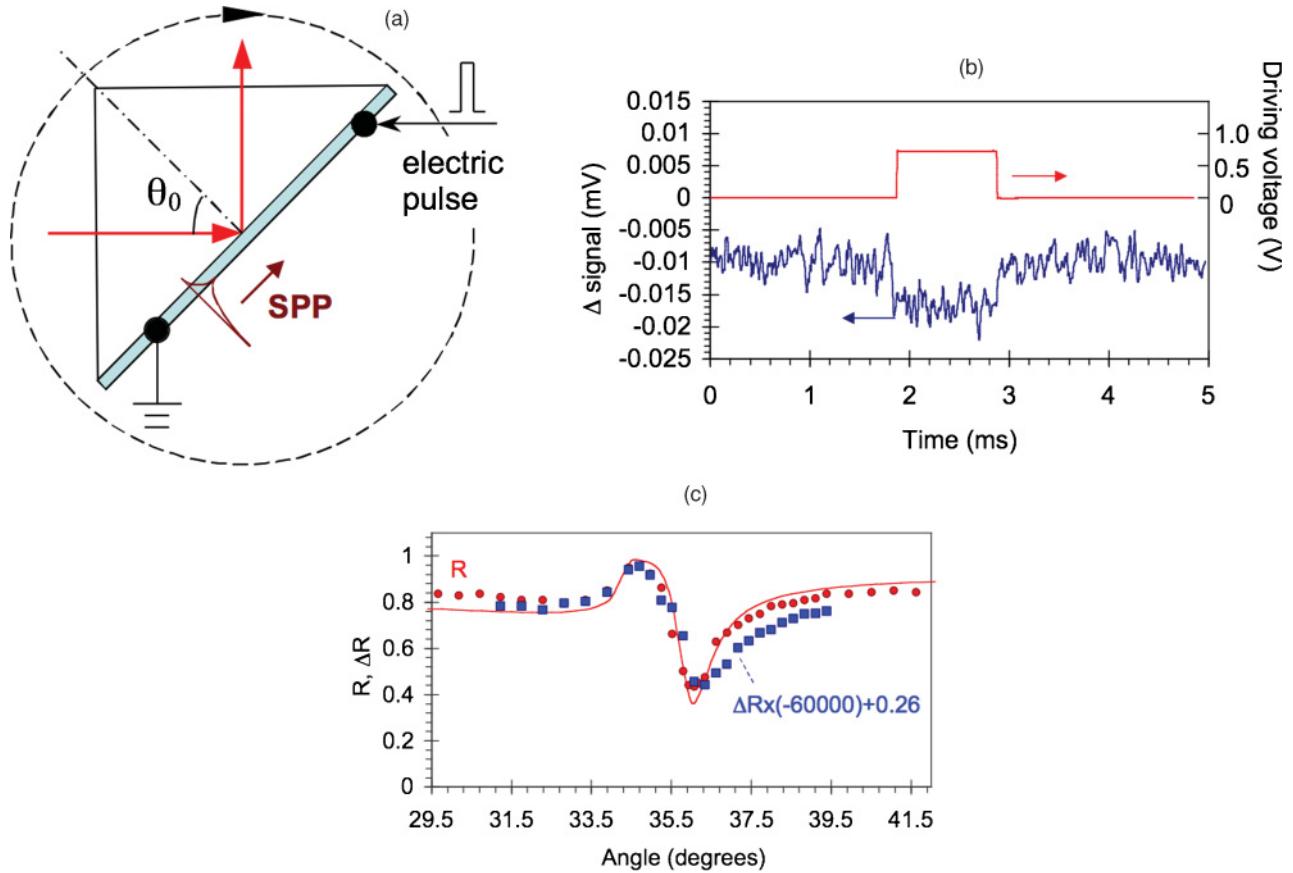 (a)
θ0
electric
pulse
SPP
(b)
0.015
0.010
0.005
0
-0.005
-0.01
-0.015
-0.02
-0.025
Δ signal (mV)
1.0
0.5
0
Driving voltage (V)
0 1 2 3 4 5
Time (ms)
(c)
R
1
0.8
0.6
0.4
0.2
0
R, ΔR
ΔRx(-60000)+0.26
29.5 31.5 33.5 35.5 37.5 39.5 41.5
Angle (degrees)